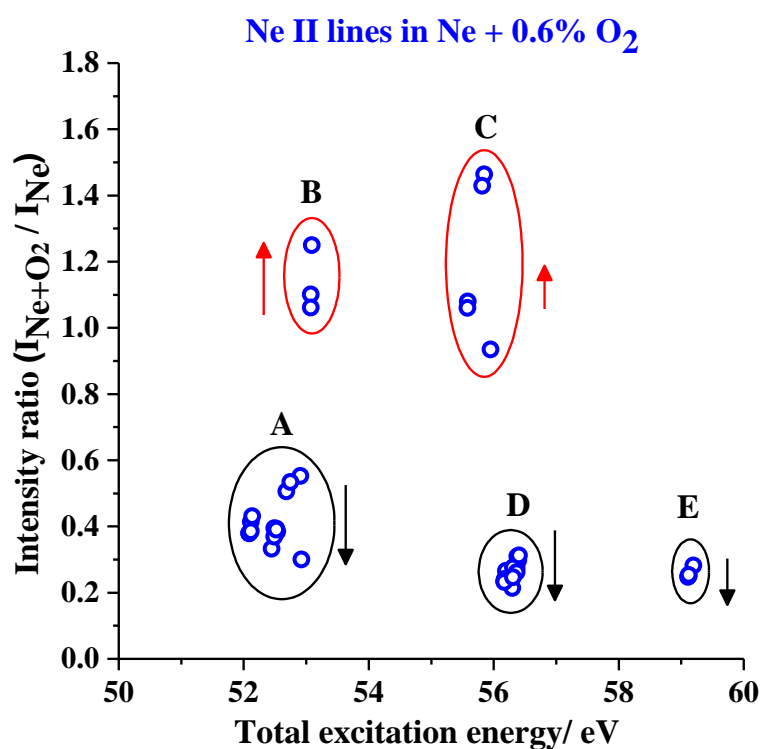 Ne II lines in Ne + 0.6% O2
1.8
1.6
1.4
1.2
1.0
0.8
0.6
0.4
0.2
0.0
Intensity ratio (INe+O2 / INe)
A
B
C
D
E
50
52
54
56
58
60
Total excitation energy/ eV